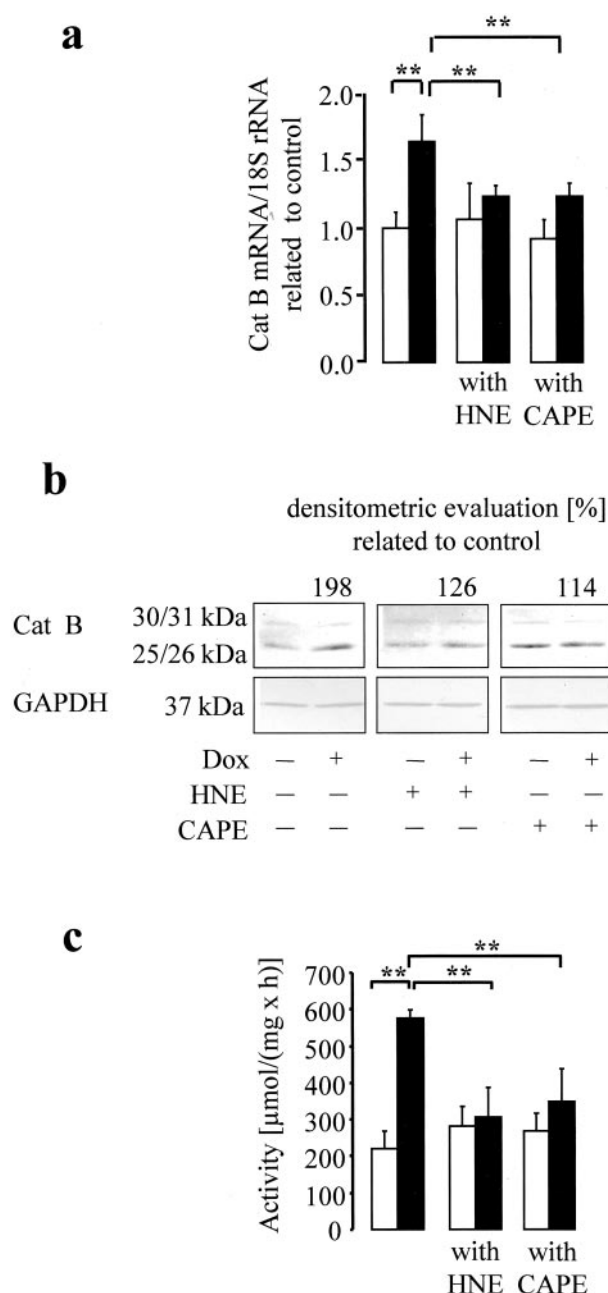 a
**
** **
Cat B mRNA/18S rRNA
related to control
2.0
1.5
1.0
0.5
0.0
with with
HNE CAPE
b
densitometric evaluation [%]
related to control
198 126 114
Cat B 30/31 kDa
25/26 kDa
GAPDH 37 kDa
Dox — + — + — +
HNE — — + + — —
CAPE — — — — + +
c
**
** **
Activity [µmol/(mg x h)]
700
600
500
400
300
200
100
0
with with
HNE CAPE